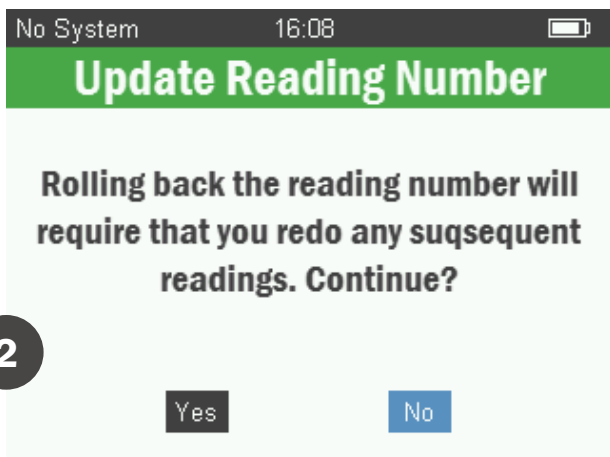 No System 16:08
Update Reading Number
Rolling back the reading number will
require that you redo any suqsequent
readings. Continue?
2
Yes No